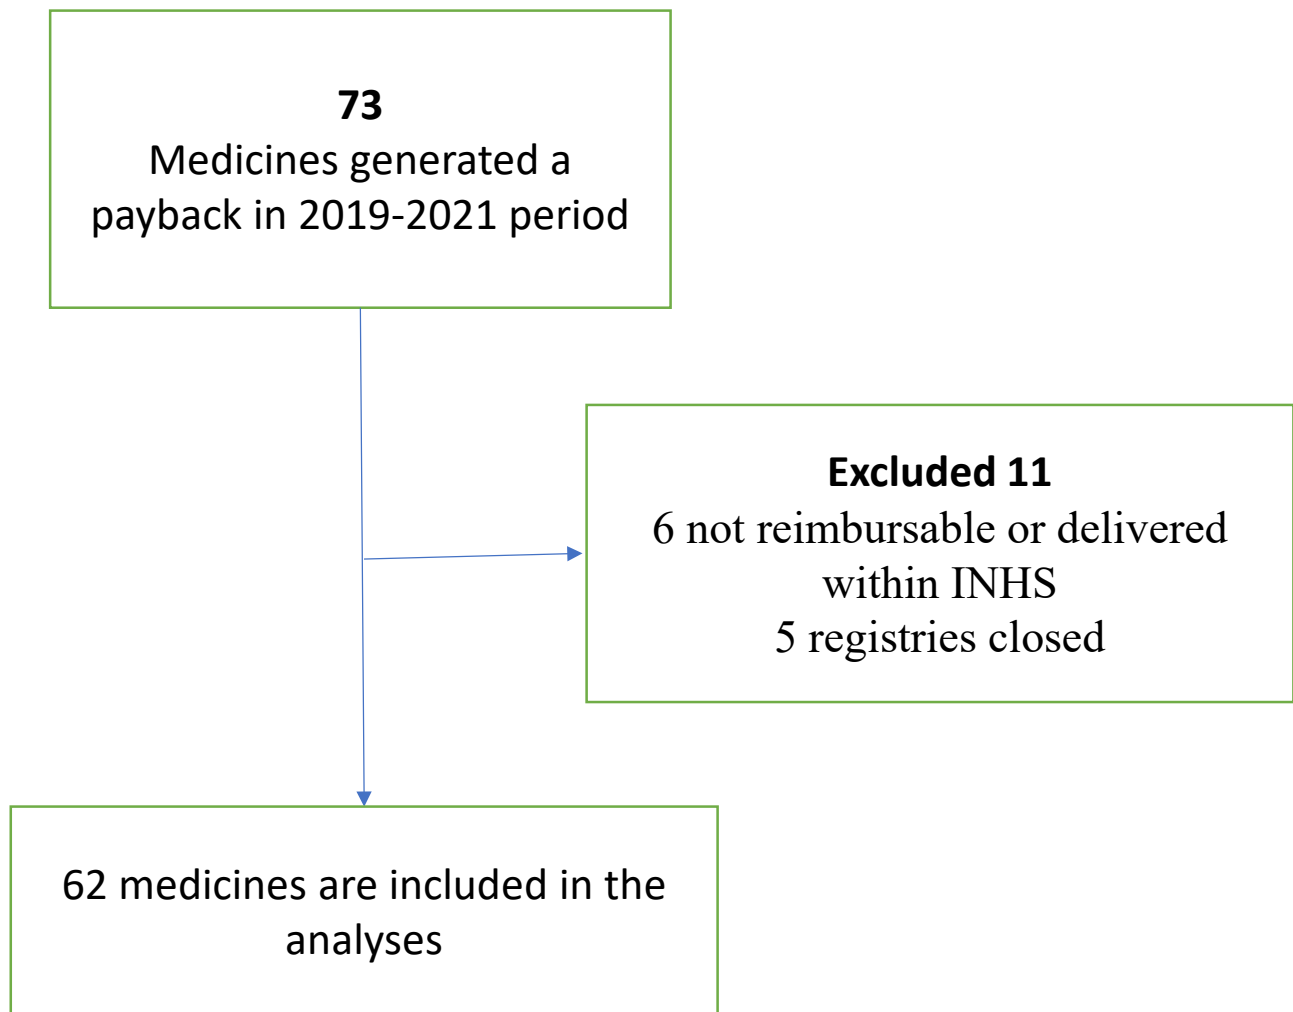 73
Medicines generated a
payback in 2019-2021 period
Excluded 11
6 not reimbursable or delivered
within INHS
5 registries closed
62 medicines are included in the
analyses